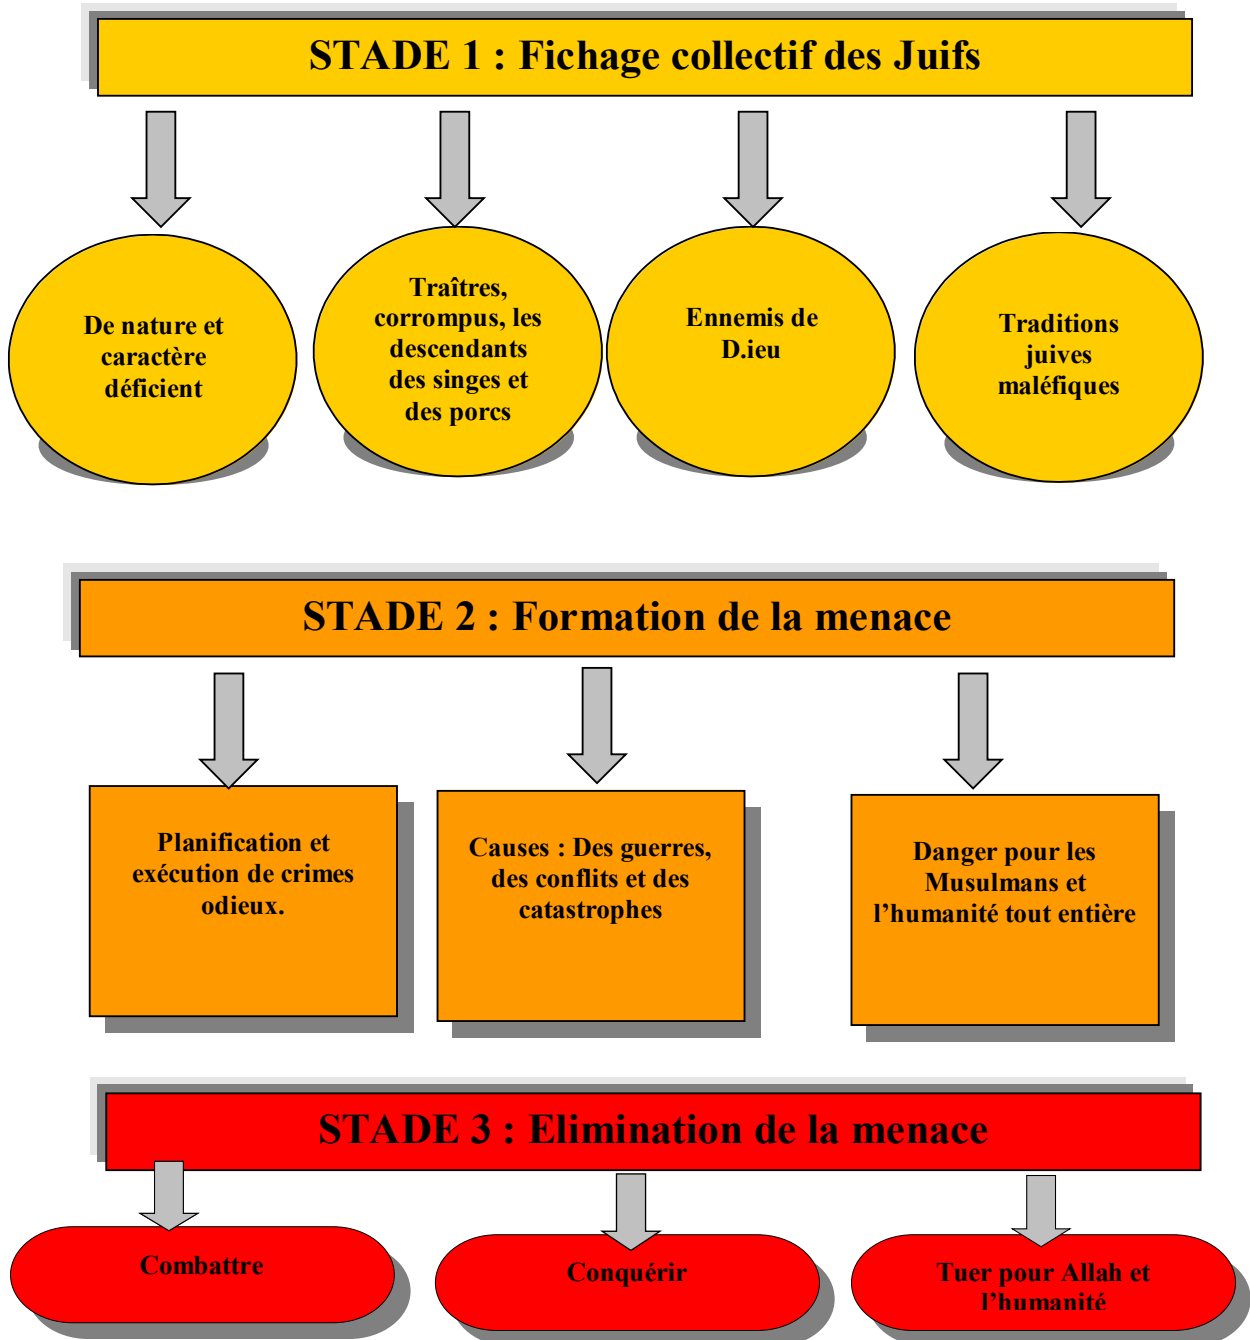 STADE 1 : Fichage collectif des Juifs
De nature et
caractère
déficient
Traîtres,
corrompus, les
descendants
des singes et
des porcs
Ennemis de
D.ieu
Traditions
juives
maléfiques
STADE 2 : Formation de la menace
Planification et
exécution de crimes
odieux.
Causes : Des guerres,
des conflits et des
catastrophes
Danger pour les
Musulmans et
l’humanité tout entière
STADE 3 : Elimination de la menace
Combattre
Conquérir
Tuer pour Allah et
l’humanité